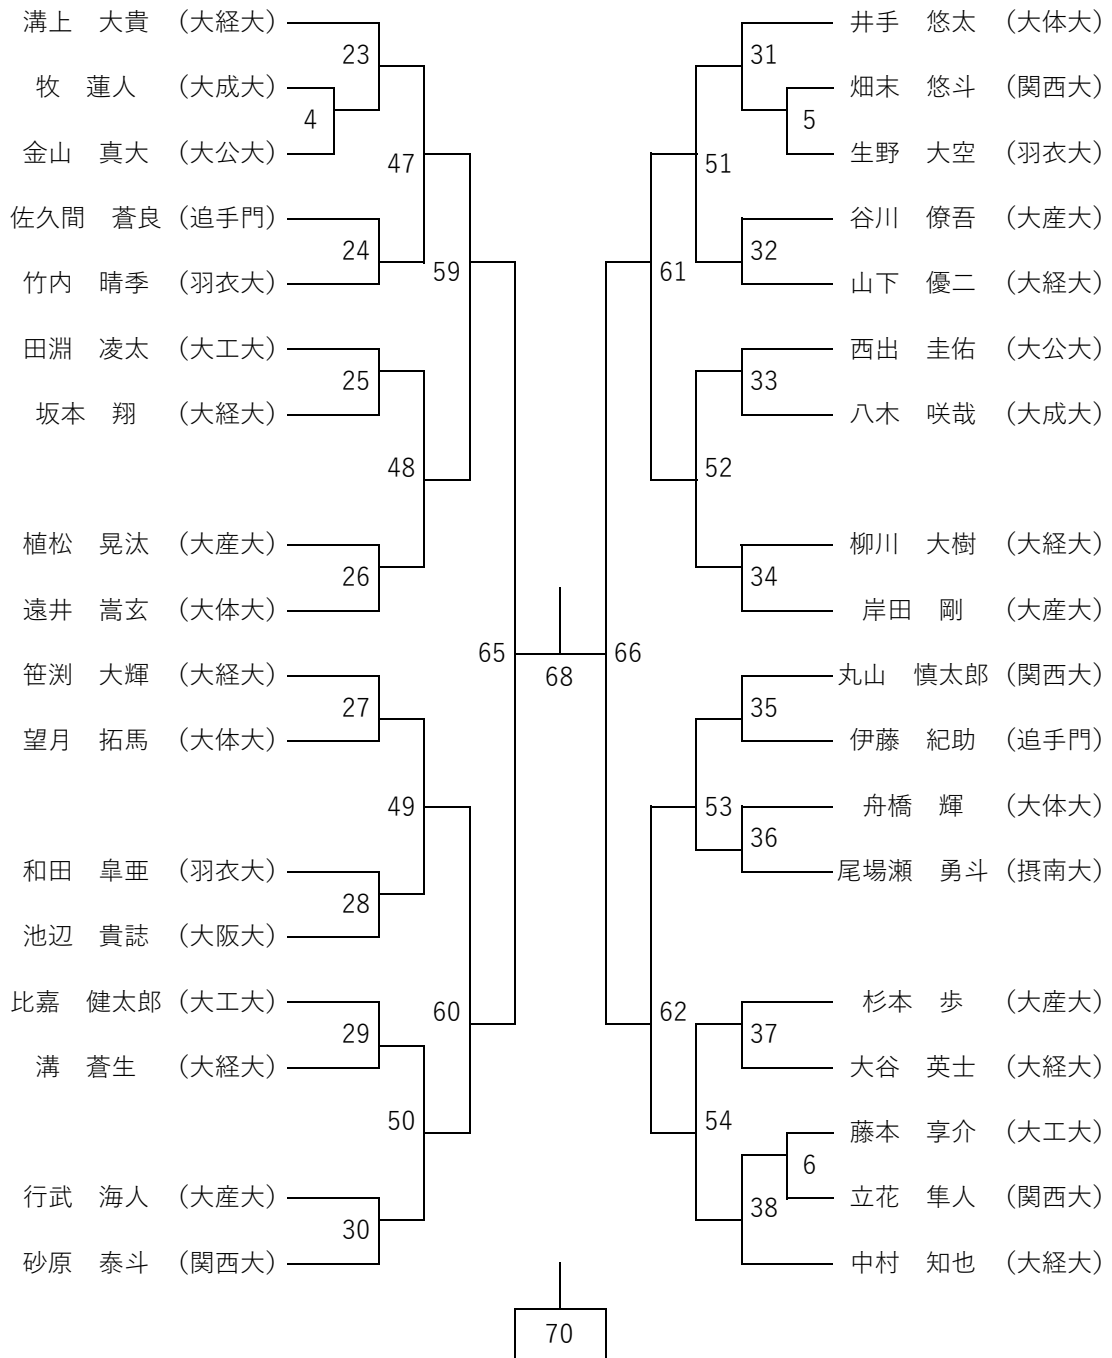 溝上　大貴　（大経大）
23
牧　蓮人　（大成大）
4
金山　真大　（大公大）
47
佐久間　蒼良（追手門）
24
竹内　晴季　（羽衣大）
59
田淵　凌太　（大工大）
25
坂本　翔　（大経大）
48
植松　晃汰　（大産大）
26
遠井　嵩玄　（大体大）
65
笹渕　大輝　（大経大）
27
望月　拓馬　（大体大）
49
和田　皐亜　（羽衣大）
28
池辺　貴誌　（大阪大）
比嘉　健太郎（大工大）
60
29
溝　蒼生　（大経大）
50
行武　海人　（大産大）
30
砂原　泰斗　（関西大）
68
井手　悠太　（大体大）
31
畑末　悠斗　（関西大）
5
生野　大空　（羽衣大）
51
谷川　僚吾　（大産大）
32
山下　優二　（大経大）
61
西出　圭佑　（大公大）
33
八木　咲哉　（大成大）
52
柳川　大樹　（大経大）
34
岸田　剛　（大産大）
66
丸山　慎太郎（関西大）
35
伊藤　紀助　（追手門）
53
舟橋　輝　（大体大）
36
尾場瀬　勇斗（摂南大）
杉本　歩　（大産大）
62
37
大谷　英士　（大経大）
54
藤本　享介　（大工大）
6
立花　隼人　（関西大）
38
中村　知也　（大経大）
70